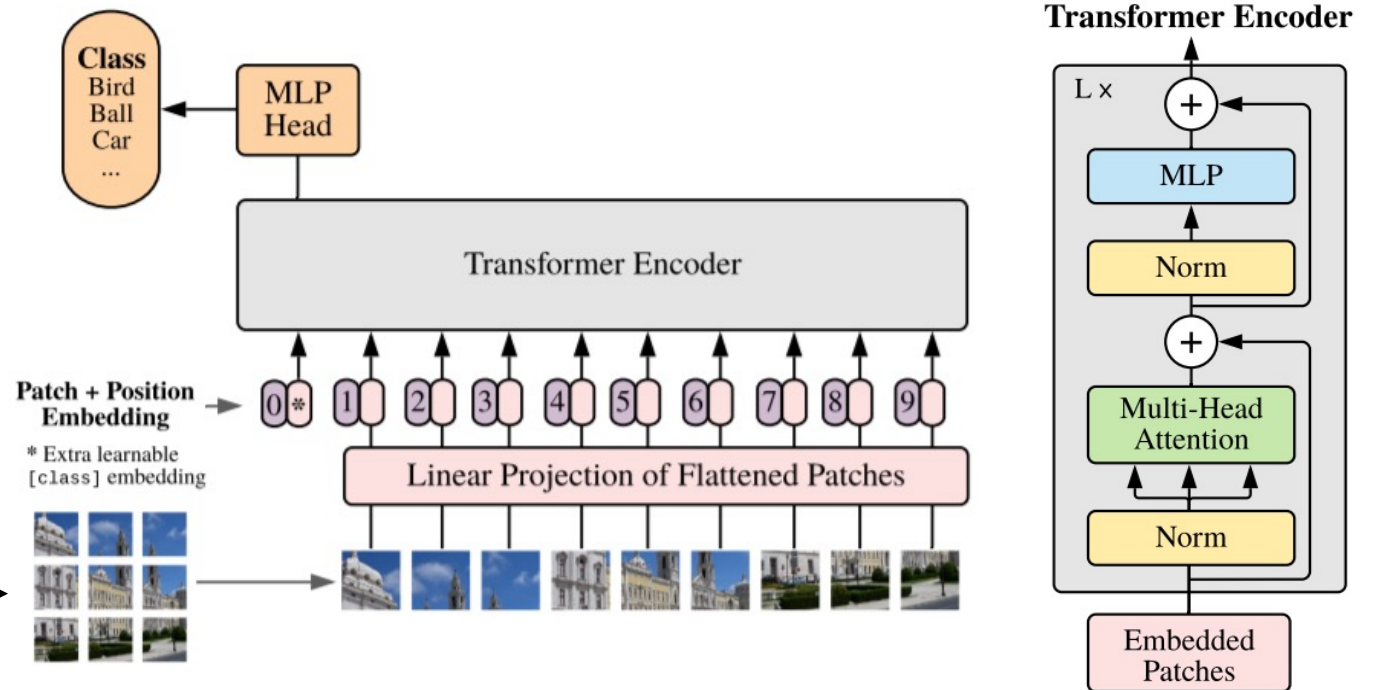 Class
Bird
Ball
Car
...
MLP
Head
Transformer Encoder
Patch + Position
Embedding
* Extra learnable
[class] embedding
0 * 1 2 3 4 5 6 7 8 9
Linear Projection of Flattened Patches
Transformer Encoder
L x
+
MLP
Norm
+
Multi-Head
Attention
Norm
Embedded
Patches